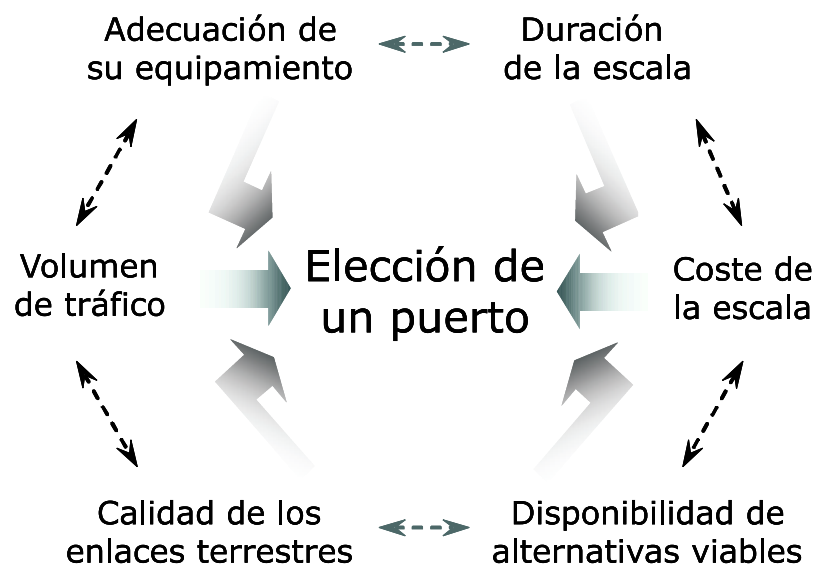 Adecuación de
su equipamiento
Duración
de la escala
Volumen
de tráfico
Elección de
un puerto
Coste de
la escala
Calidad de los
enlaces terrestres
Disponibilidad de
alternativas viables